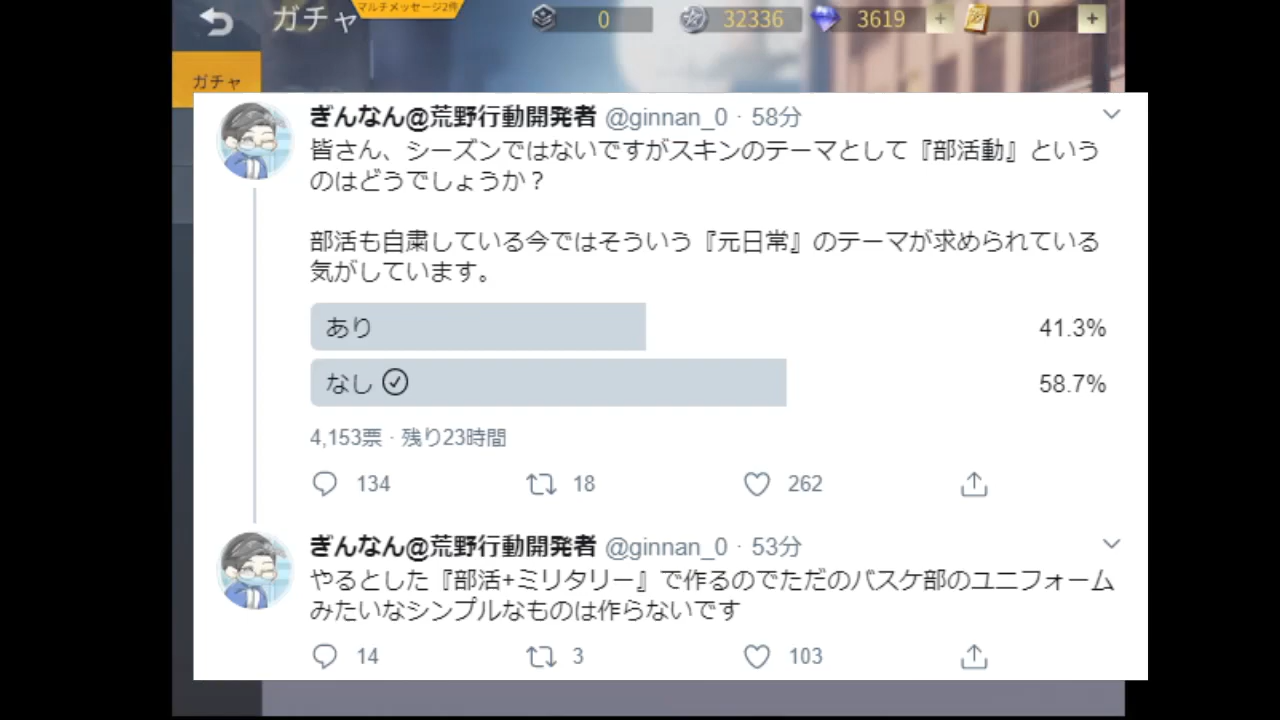 ガチャ
マルチメッセージ2件
0
32336
3619
+
0
+
ガチャ
ぎんなん@荒野行動開発者 @ginnan_0 · 58分
皆さん、シーズンではないですがスキンのテーマとして『部活動』という
のはどうでしょうか?
部活も自粛している今ではそういう『元日常』のテーマが求められている
気がしています。
あり 41.3%
なし 58.7%
4,153票 · 残り23時間
134 18 262
ぎんなん@荒野行動開発者 @ginnan_0 · 53分
やるとした『部活+ミリタリー』で作るのでただのバスケ部のユニフォーム
みたいなシンプルなものは作らないです
14 3 103